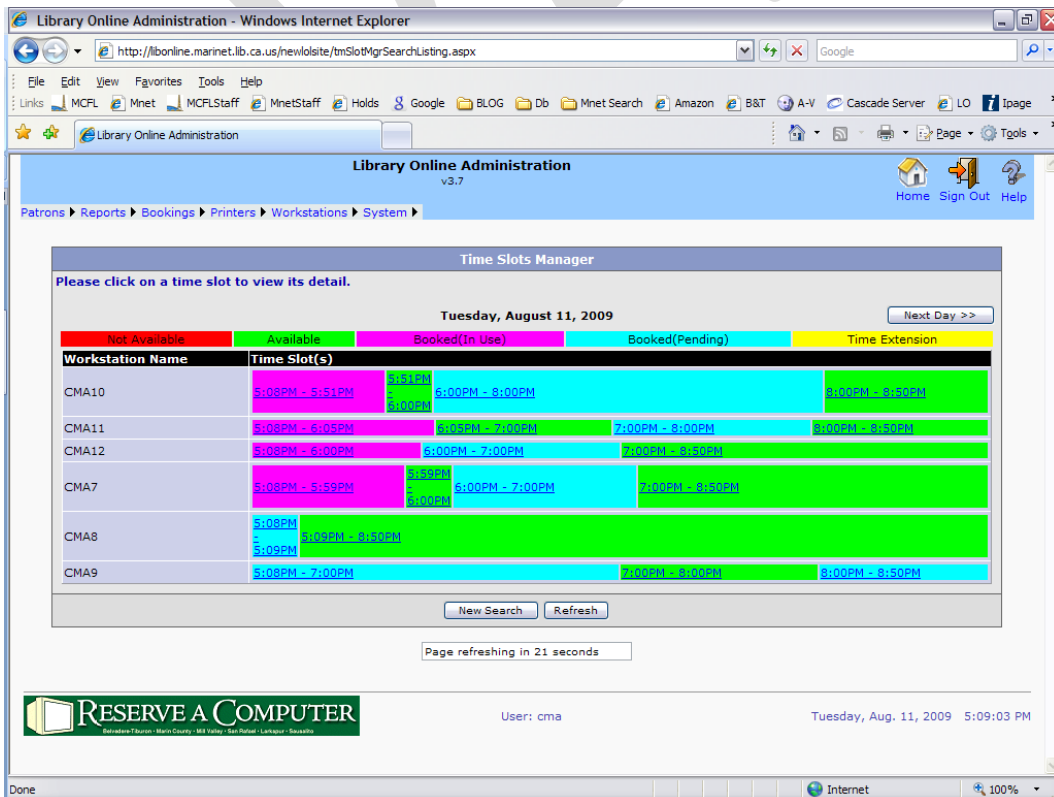 Library Online Administration - Windows Internet Explorer
http://libonline.marinet.lib.ca.us/newlolsite/tmSlotMgrSearchListing.aspx
Google
File Edit View Favorites Tools Help
Links MCFL Mnet MCFLStaff MnetStaff Holds Google BLOG Db Mnet Search Amazon B&T A-V Cascade Server LO Ipage
Library Online Administration
Page Tools
Library Online Administration
v3.7
Home Sign Out Help
Patrons Reports Bookings Printers Workstations System
Time Slots Manager
Please click on a time slot to view its detail.
Tuesday, August 11, 2009
Next Day >>
Not Available Available Booked(In Use) Booked(Pending) Time Extension
Workstation Name Time Slot(s)
CMA10 5:08PM - 5:51PM 5:51PM - 6:00PM 6:00PM - 8:00PM 8:00PM - 8:50PM
CMA11 5:08PM - 6:05PM 6:05PM - 7:00PM 7:00PM - 8:00PM 8:00PM - 8:50PM
CMA12 5:08PM - 6:00PM 6:00PM - 7:00PM 7:00PM - 8:50PM
CMA7 5:08PM - 5:59PM 5:59PM - 6:00PM 6:00PM - 7:00PM 7:00PM - 8:50PM
CMA8 5:08PM - 5:09PM 5:09PM - 8:50PM
CMA9 5:08PM - 7:00PM 7:00PM - 8:00PM 8:00PM - 8:50PM
New Search Refresh
Page refreshing in 21 seconds
RESERVE A COMPUTER
Belvedere-Tiburon - Marin County - Mill Valley - San Rafael - Larkspur - Sausalito
User: cma
Tuesday, Aug. 11, 2009 5:09:03 PM
Done Internet 100%